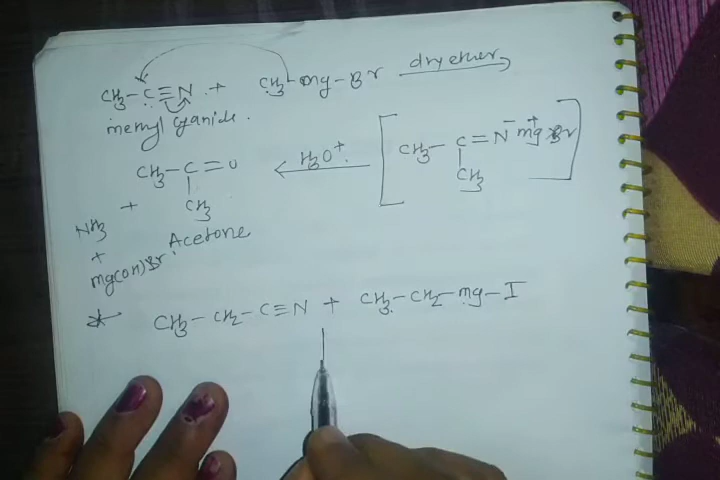 CH3–C≡N + CH3–mg–Br dry ether
methyl cyanide.
CH3–C=O H3O+ [CH3–C=N– mg+ Br]
CH3 CH3
NH3 + Acetone
+
mg(OH)Br
* CH3–CH2–C≡N + CH3–CH2–mg–I